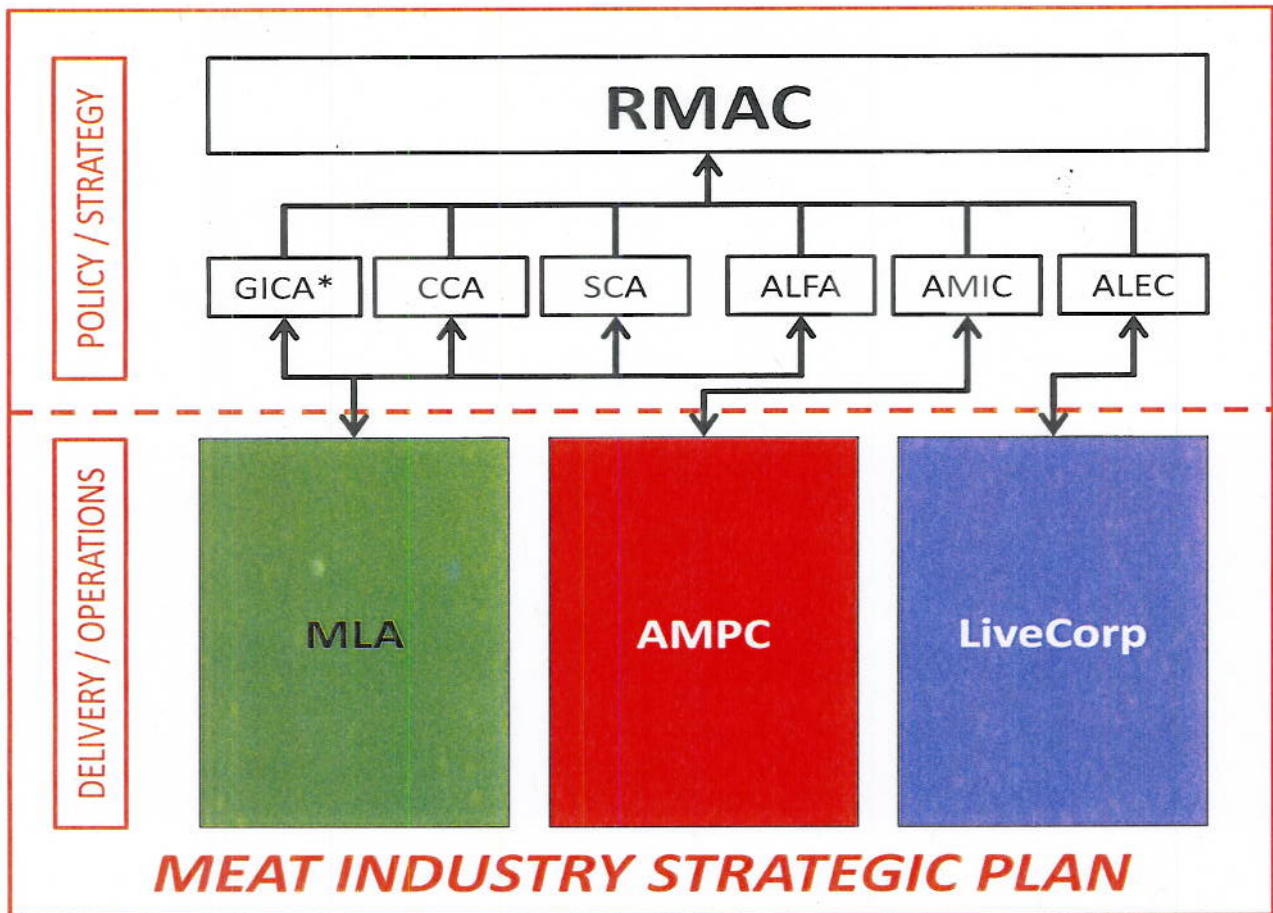 POLICY / STRATEGY
RMAC
GICA*
CCA
SCA
ALFA
AMIC
ALEC
DELIVERY / OPERATIONS
MLA
AMPC
LiveCorp
MEAT INDUSTRY STRATEGIC PLAN